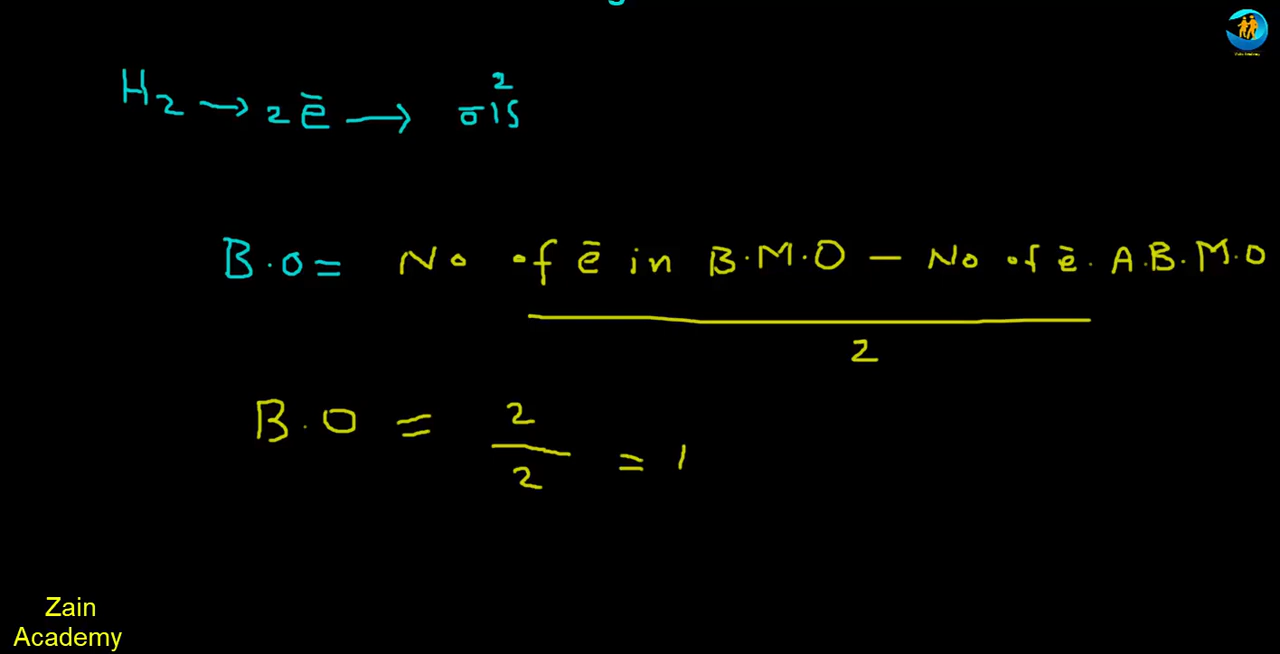 H₂ → 2ē → σ1s²
B.O = No of ē in B.M.O — No of ē. A.B.M.O
2
B.O = 2
2
= 1
Zain
Academy